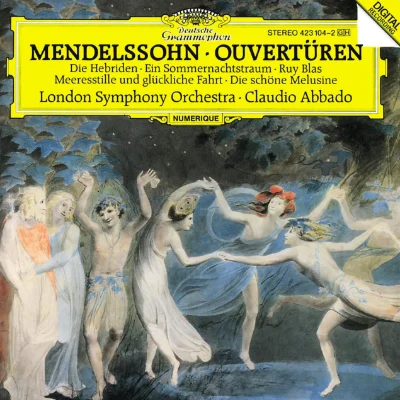 Deutsche
Grammophon
STEREO 423 104-2 GH
DIGITAL
RECORDING
MENDELSSOHN · OUVERTÜREN
Die Hebriden · Ein Sommernachtstraum · Ruy Blas
Meeresstille und glückliche Fahrt · Die schöne Melusine
London Symphony Orchestra · Claudio Abbado
NUMERIQUE